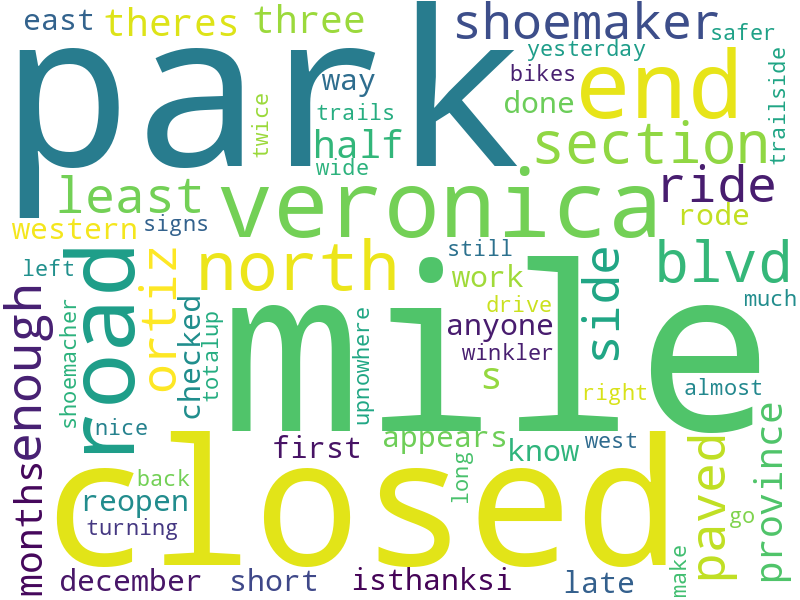 east
theres
three
shoemaker
safer
park
way
yesterday
bikes
end
trailside
twice
trails
done
half
section
wide
least
veronica
ride
rode
western
signs
north
still
blvd
left
road
ortiz
work
side
much
drive
mile
months
enough
shoemacher
checked
totalup
upnowhere
anyone
winkler
s
right
almost
nice
first
appears
know
west
paved
province
closed
back
long
reopen
turning
go
make
december
short
isthanksi
late